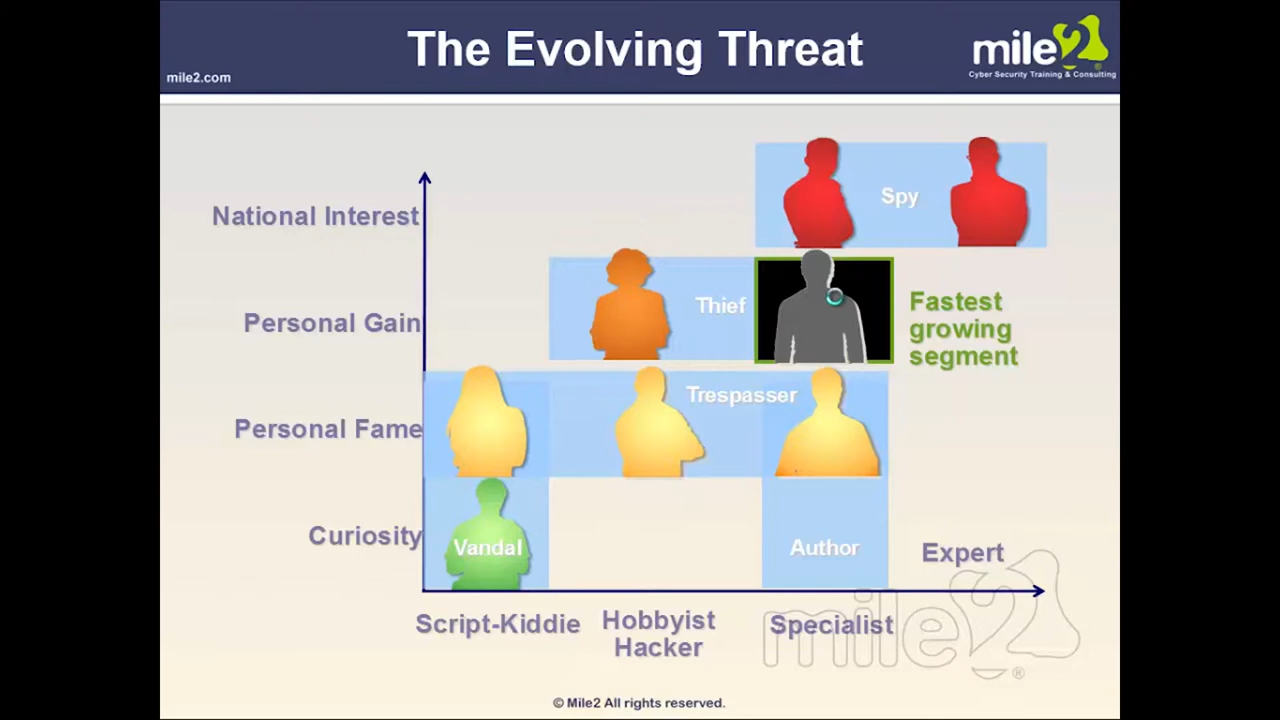 The Evolving Threat
mile2.com
mile2
®
Cyber Security Training & Consulting
National Interest
Spy
Personal Gain
Thief
Fastest
growing
segment
Personal Fame
Trespasser
Curiosity
Vandal
Author
Expert
Script-Kiddie
Hobbyist
Hacker
Specialist
mile2
®
© Mile2 All rights reserved.